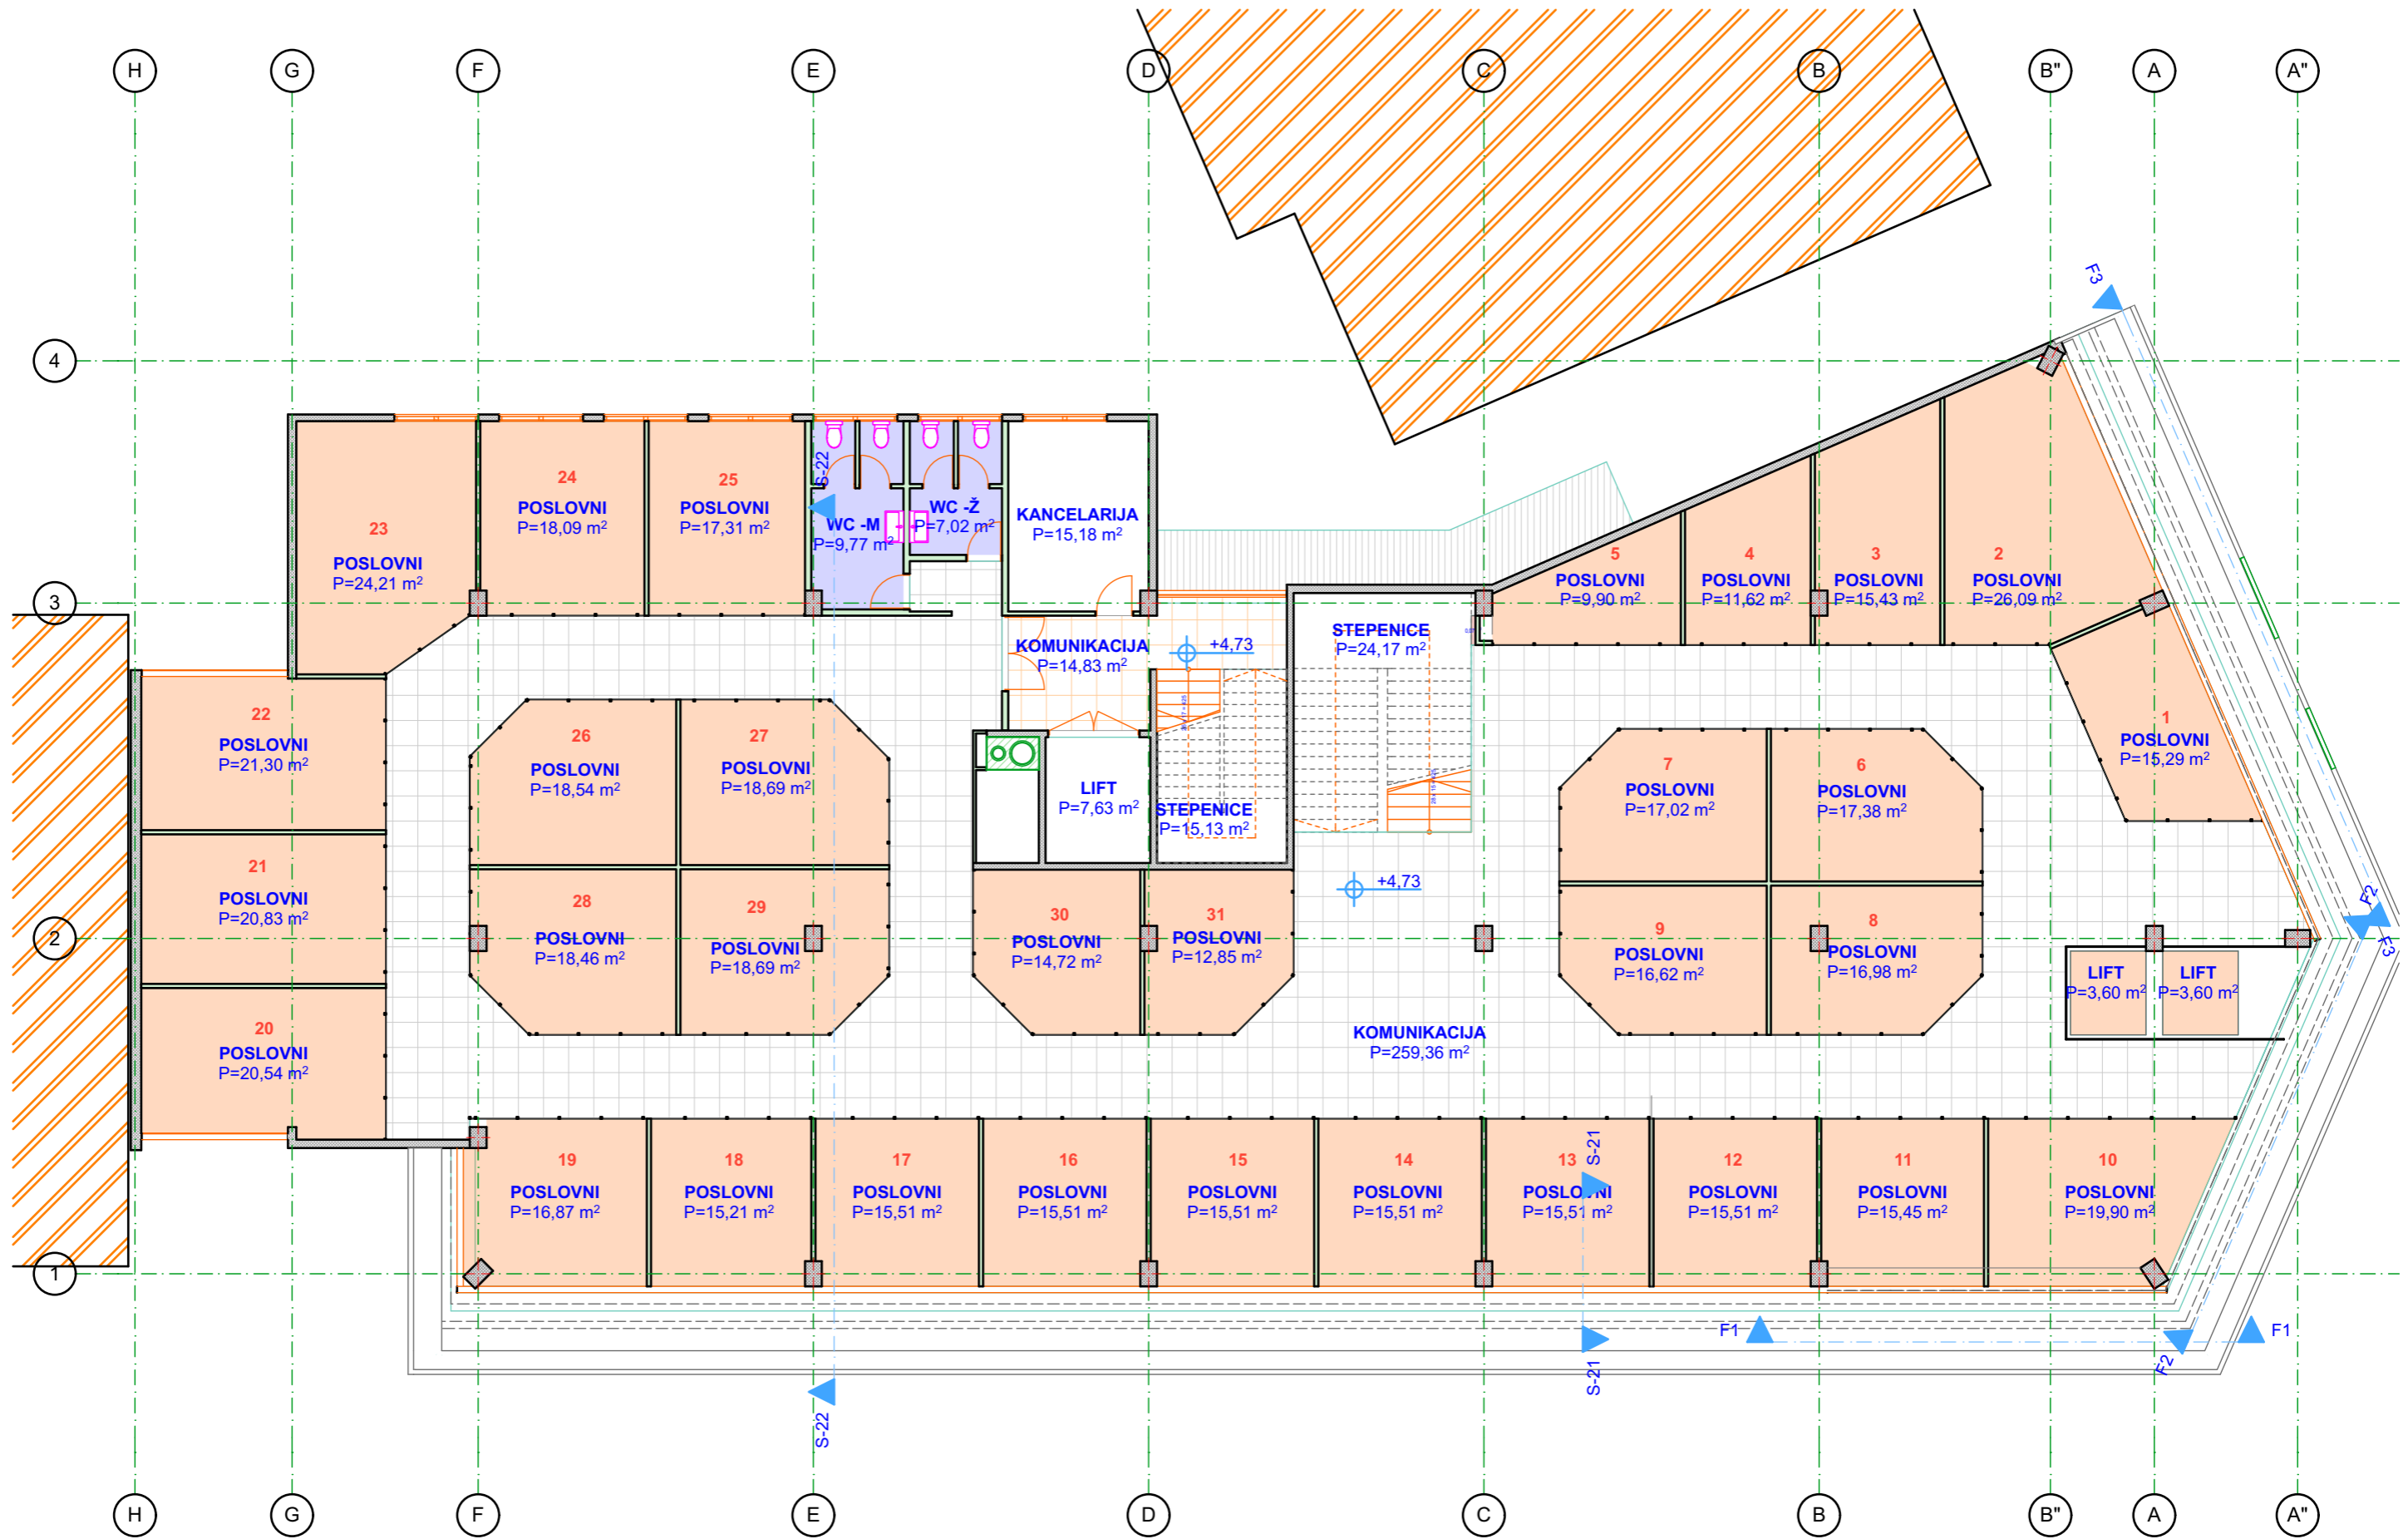 H G F E D C B B" A A"
F3
4
24
POSLOVNI
P=18,09 m²
25
POSLOVNI
P=17,31 m²
S-22
WC -M
P=9,77 m²
WC -Ž
P=7,02 m²
KANCELARIJA
P=15,18 m²
23
POSLOVNI
P=24,21 m²
5
POSLOVNI
P=9,90 m²
4
POSLOVNI
P=11,62 m²
3
POSLOVNI
P=15,43 m²
2
POSLOVNI
P=26,09 m²
3
KOMUNIKACIJA
P=14,83 m²
+4,73
STEPENICE
P=24,17 m²
22
POSLOVNI
P=21,30 m²
26
POSLOVNI
P=18,54 m²
27
POSLOVNI
P=18,69 m²
LIFT
P=7,63 m²
STEPENICE
P=15,13 m²
7
POSLOVNI
P=17,02 m²
6
POSLOVNI
P=17,38 m²
1
POSLOVNI
P=15,29 m²
21
POSLOVNI
P=20,83 m²
28
POSLOVNI
P=18,46 m²
29
POSLOVNI
P=18,69 m²
30
POSLOVNI
P=14,72 m²
31
POSLOVNI
P=12,85 m²
+4,73
9
POSLOVNI
P=16,62 m²
8
POSLOVNI
P=16,98 m²
F2
F3
2
LIFT
P=3,60 m²
LIFT
P=3,60 m²
20
POSLOVNI
P=20,54 m²
KOMUNIKACIJA
P=259,36 m²
19
POSLOVNI
P=16,87 m²
18
POSLOVNI
P=15,21 m²
17
POSLOVNI
P=15,51 m²
16
POSLOVNI
P=15,51 m²
15
POSLOVNI
P=15,51 m²
14
POSLOVNI
P=15,51 m²
13
POSLOVNI
P=15,51 m²
S-21
12
POSLOVNI
P=15,51 m²
11
POSLOVNI
P=15,45 m²
10
POSLOVNI
P=19,90 m²
1
F1
F1
F2
S-21
S-22
H G F E D C B B" A A"